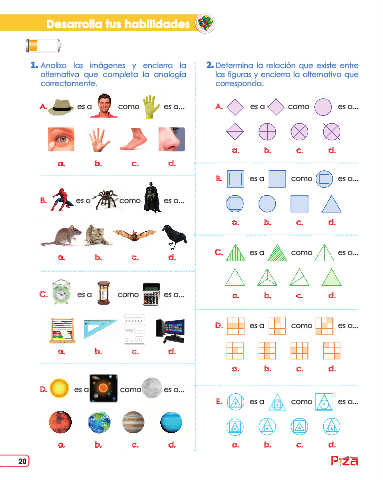 Desarrolla tus habilidades
1. Analiza las imágenes y encierra la
alternativa que completa la analogía
correctamente.
A. es a como es a...
a. b. c. d.
B. es a como es a...
a. b. c. d.
C. es a como es a...
a. b. c. d.
D. es a como es a...
a. b. c. d.
2. Determina la relación que existe entre
las figuras y encierra la alternativa que
corresponda.
A. es a como es a...
a. b. c. d.
B. es a como es a...
a. b. c. d.
C. es a como es a...
a. b. c. d.
D. es a como es a...
a. b. c. d.
E. es a como es a...
a. b. c. d.
20